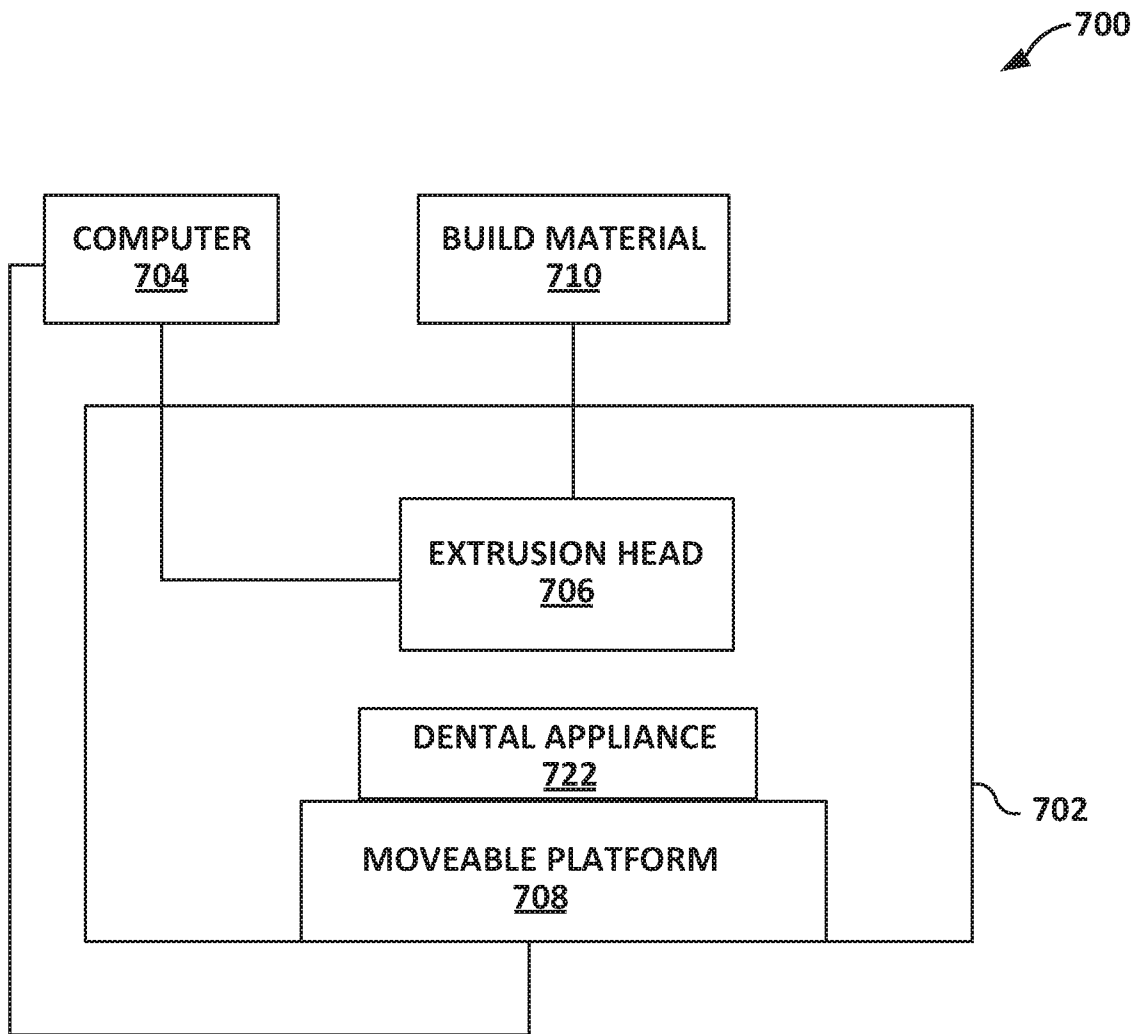 700
COMPUTER
704
BUILD MATERIAL
710
EXTRUSION HEAD
706
DENTAL APPLIANCE
722
702
MOVEABLE PLATFORM
708